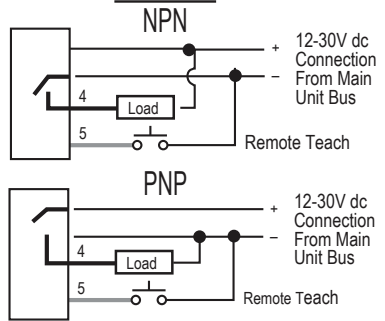 NPN
+
12-30V dc
Connection
From Main
Unit Bus
–
4
Load
5
Remote Teach
PNP
+
12-30V dc
Connection
From Main
Unit Bus
–
4
Load
5
Remote Teach